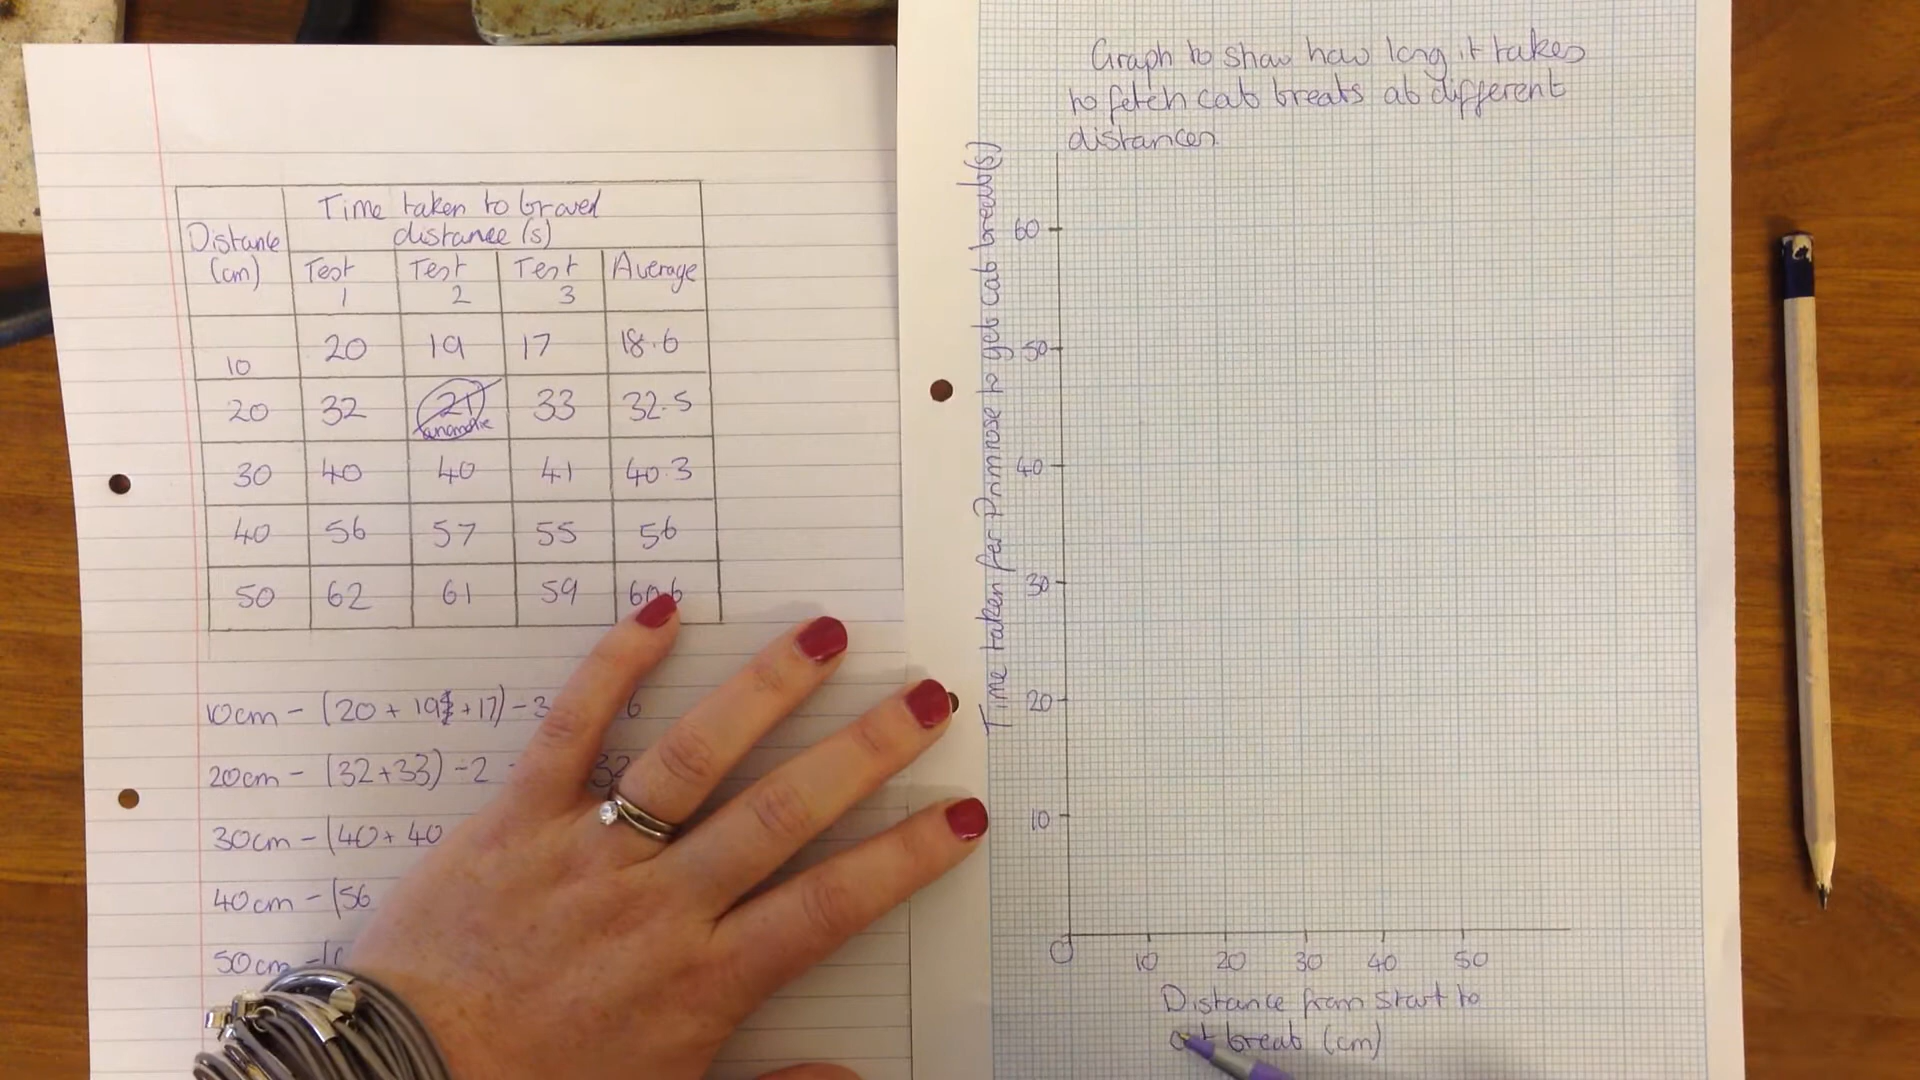 Time taken to travel
distance (s)
Distance
(cm)
Test
1
Test
2
Test
3
Average
10 20 19 17 18.6
20 32 21 33 32.5
anomalie
30 40 40 41 40.3
40 56 57 55 56
50 62 61 59 60.6
10cm - (20 + 19 + 17) - 3 6
20cm - (32+33) - 2 32
30cm - (40 + 40
40cm - (56
50cm - (
Graph to show how long it takes
to fetch cat treats at different
distances.
Time taken for Primrose to get cat treats (s)
60
50
40
30
20
10
0 10 20 30 40 50
Distance from start to
cat treat (cm)